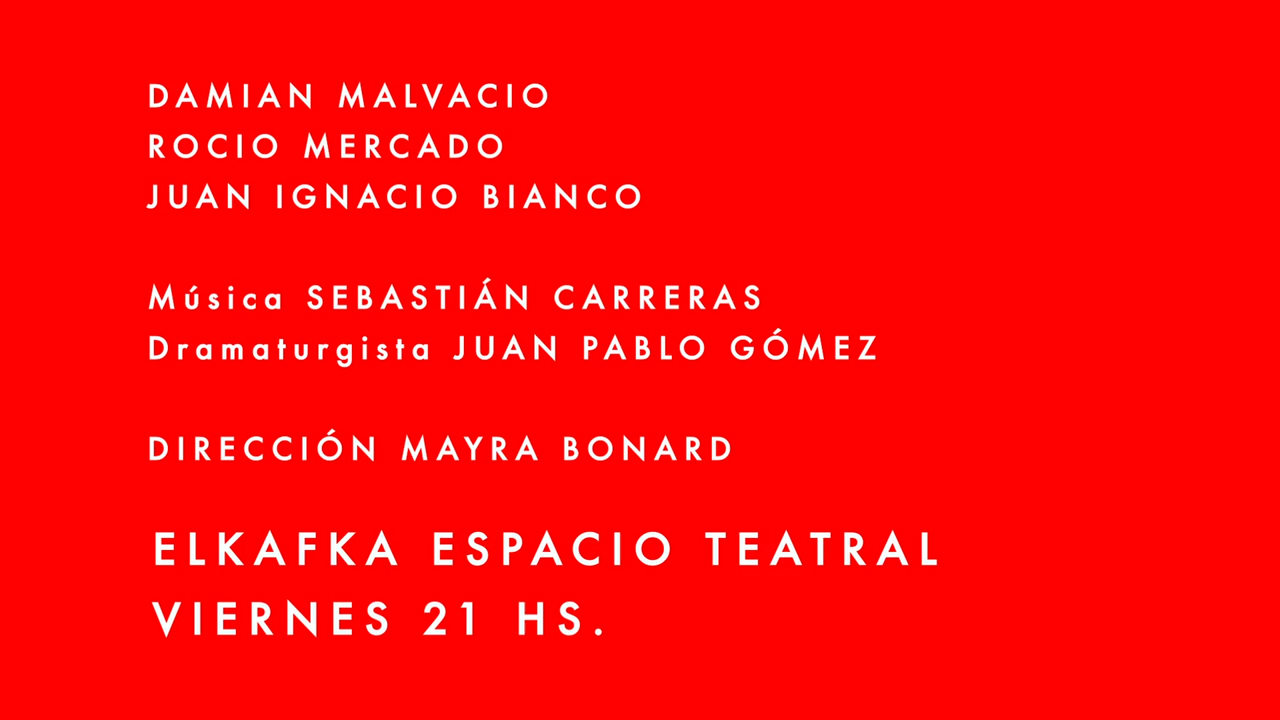 DAMIAN MALVACIO
ROCIO MERCADO
JUAN IGNACIO BIANCO
Música SEBASTIÁN CARRERAS
Dramaturgista JUAN PABLO GÓMEZ
DIRECCIÓN MAYRA BONARD
ELKAFKA ESPACIO TEATRAL
VIERNES 21 HS.